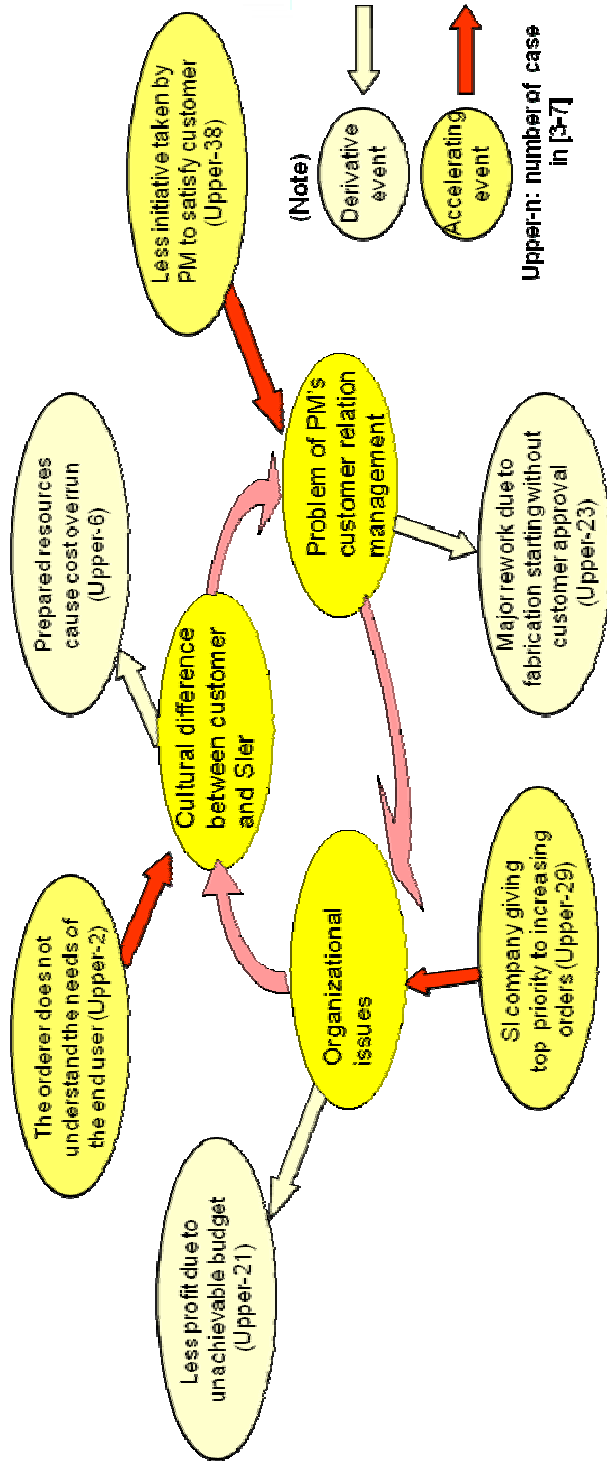 The orderer does not
understand the needs of
the end user (Upper-2)
Prepared resources
cause cost overrun
(Upper-6)
Less initiative taken by
PM to satisfy customer
(Upper-38)
Less profit due to
unachievable budget
(Upper-21)
Cultural difference
between customer
and SIer
Organizational
issues
Problem of PM's
customer relation
management
SI company giving
top priority to increasing
orders (Upper-29)
Major rework due to
fabrication starting without
customer approval
(Upper-23)
(Note)
Derivative
event
Accelerating
event
Upper-n: number of case
in [3-7]